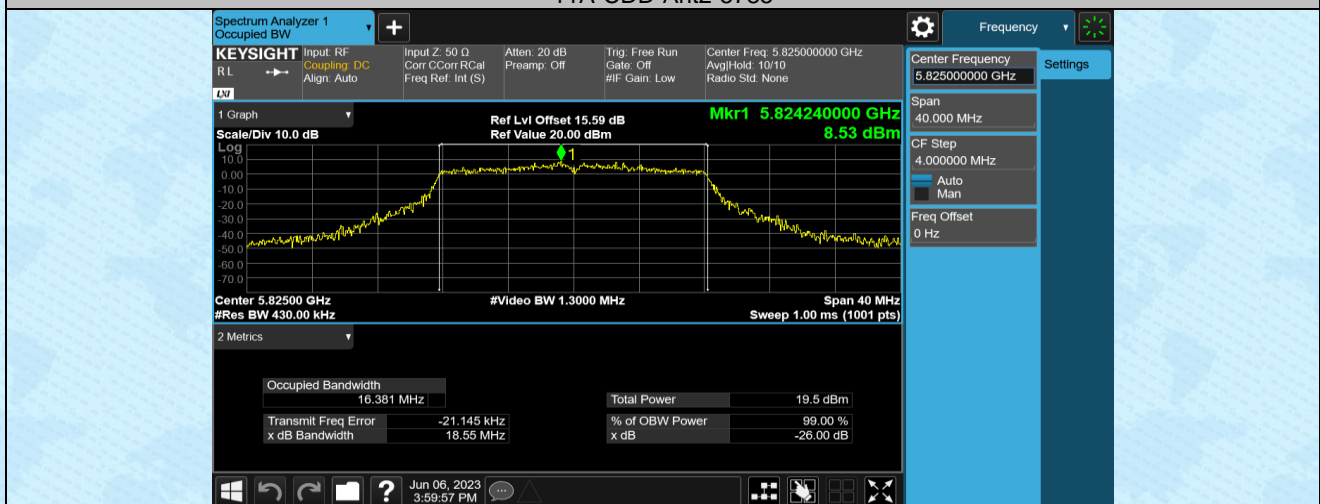 Spectrum Analyzer 1
Occupied BW
Frequency
KEYSIGHT
R L
LXI
Input: RF
Coupling: DC
Align: Auto
Input Z: 50 Ω
Corr CCorr RCal
Freq Ref: Int (S)
Atten: 20 dB
Preamp: Off
Trig: Free Run
Gate: Off
#IF Gain: Low
Center Freq: 5.825000000 GHz
Avg|Hold: 10/10
Radio Std: None
Center Frequency
5.825000000 GHz
Settings
Span
40.000 MHz
CF Step
4.000000 MHz
Auto
Man
Freq Offset
0 Hz
1 Graph
Scale/Div 10.0 dB
Ref Lvl Offset 15.59 dB
Ref Value 20.00 dBm
Mkr1 5.824240000 GHz
8.53 dBm
Log
10.0
0.00
-10.0
-20.0
-30.0
-40.0
-50.0
-60.0
-70.0
1
Center 5.82500 GHz
#Res BW 430.00 kHz
#Video BW 1.3000 MHz
Span 40 MHz
Sweep 1.00 ms (1001 pts)
2 Metrics
Occupied Bandwidth
16.381 MHz
Transmit Freq Error -21.145 kHz
x dB Bandwidth 18.55 MHz
Total Power 19.5 dBm
% of OBW Power 99.00 %
x dB -26.00 dB
?
Jun 06, 2023
3:59:57 PM